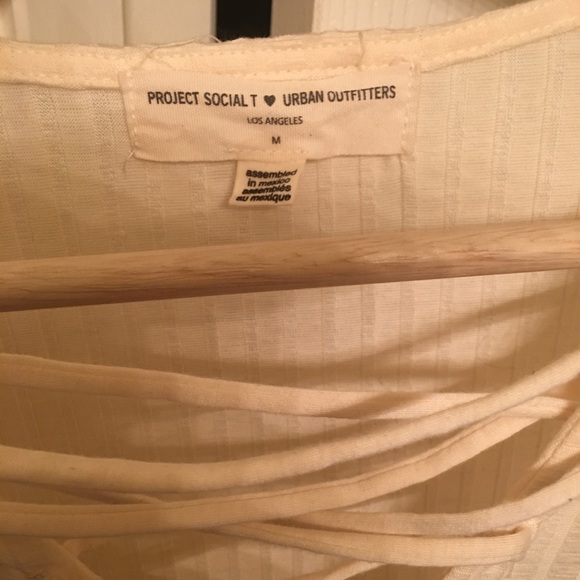 PROJECT SOCIAL T ♥ URBAN OUTFITTERS
LOS ANGELES
M
assembled
in mexico
assemblés
au mexique